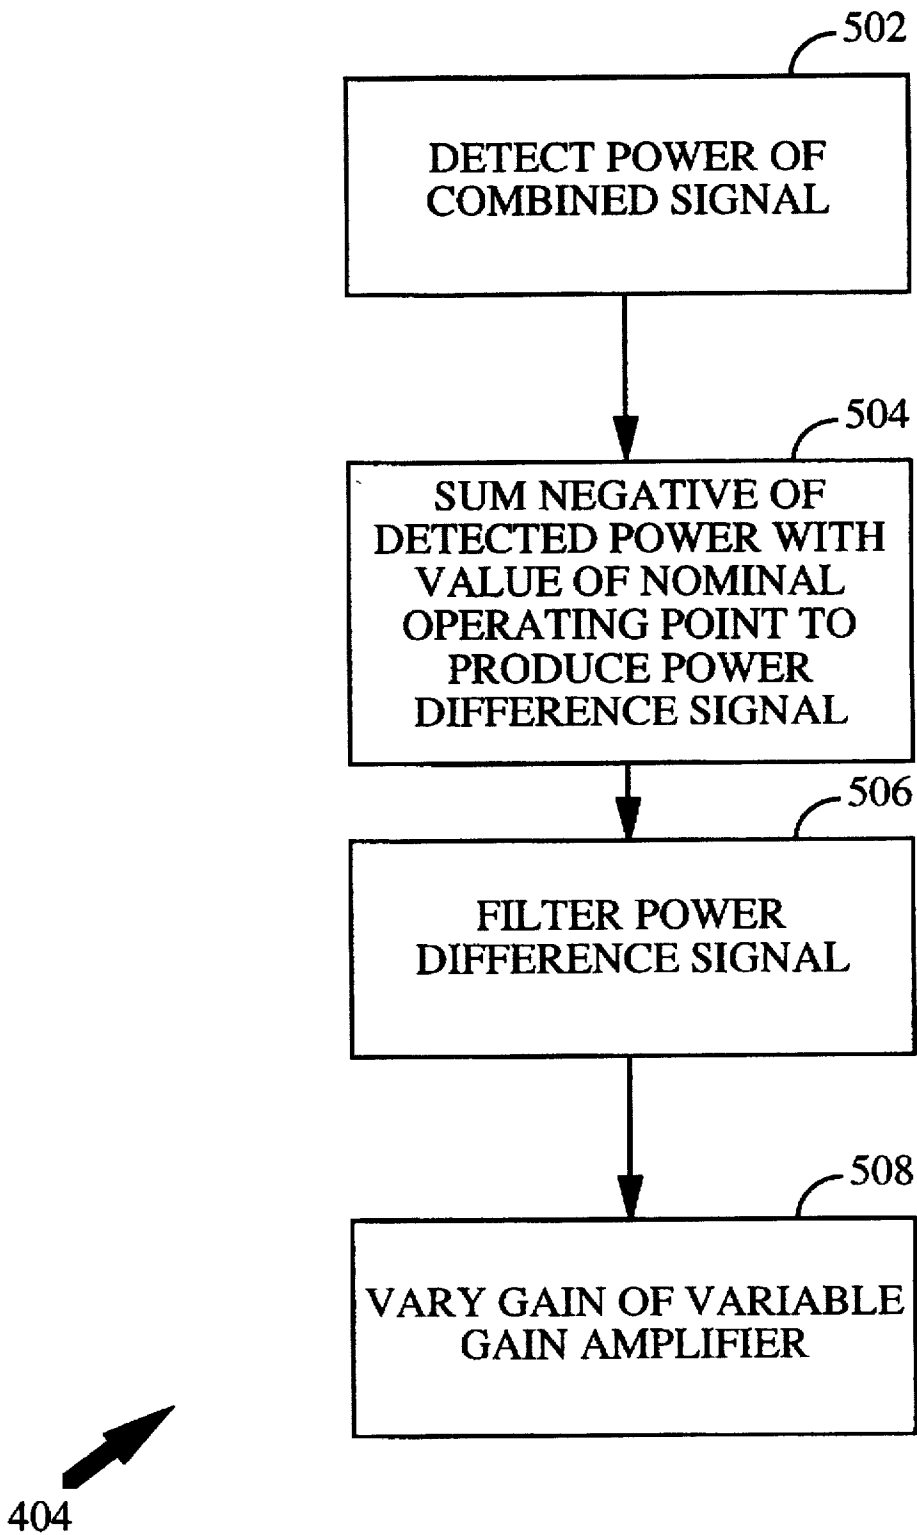 502
DETECT POWER OF
COMBINED SIGNAL
504
SUM NEGATIVE OF
DETECTED POWER WITH
VALUE OF NOMINAL
OPERATING POINT TO
PRODUCE POWER
DIFFERENCE SIGNAL
506
FILTER POWER
DIFFERENCE SIGNAL
508
VARY GAIN OF VARIABLE
GAIN AMPLIFIER
404